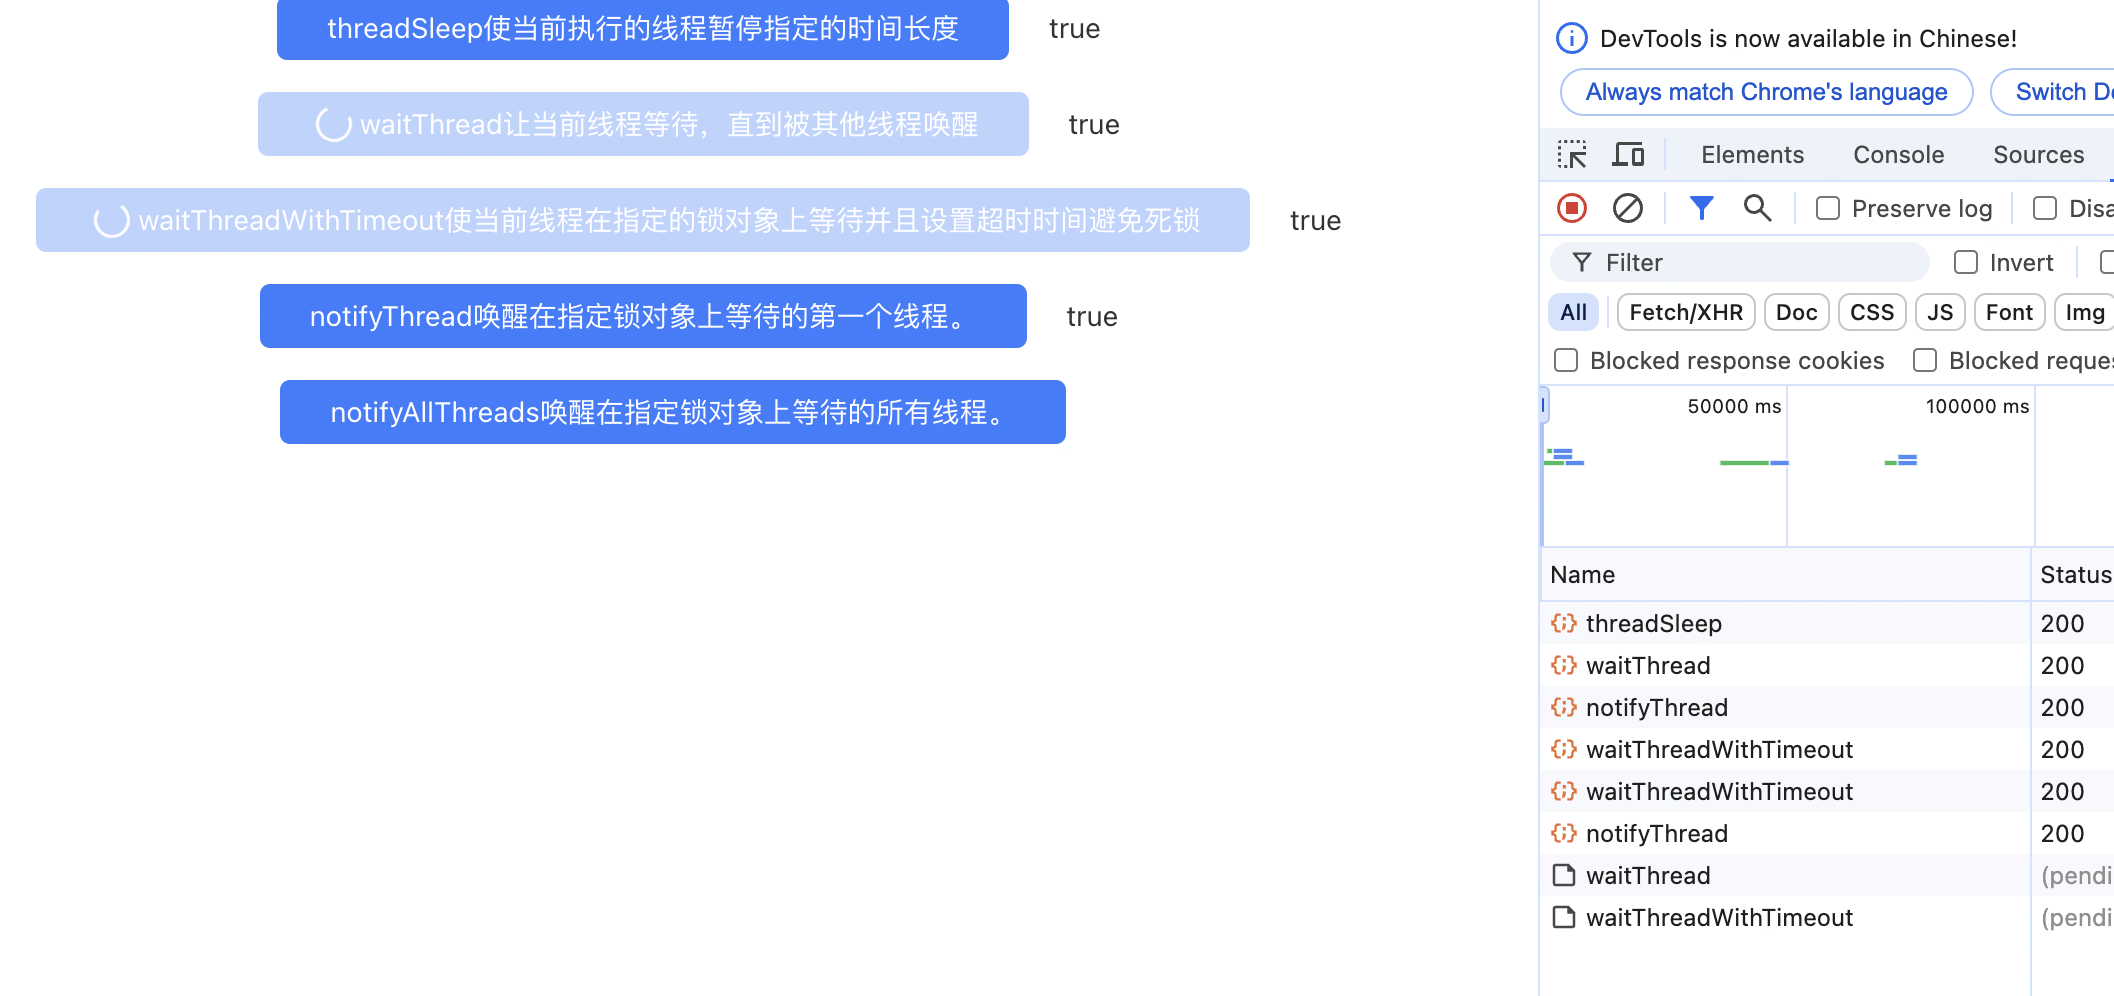 threadSleep使当前执行的线程暂停指定的时间长度 true
waitThread让当前线程等待，直到被其他线程唤醒 true
waitThreadWithTimeout使当前线程在指定的锁对象上等待并且设置超时时间避免死锁 true
notifyThread唤醒在指定锁对象上等待的第一个线程。 true
notifyAllThreads唤醒在指定锁对象上等待的所有线程。
DevTools is now available in Chinese!
Always match Chrome's language Switch De
Elements Console Sources
Preserve log Disa
Filter Invert
All Fetch/XHR Doc CSS JS Font Img
Blocked response cookies Blocked reques
50000 ms 100000 ms
Name Status
threadSleep 200
waitThread 200
notifyThread 200
waitThreadWithTimeout 200
waitThreadWithTimeout 200
notifyThread 200
waitThread (pendi
waitThreadWithTimeout (pendi